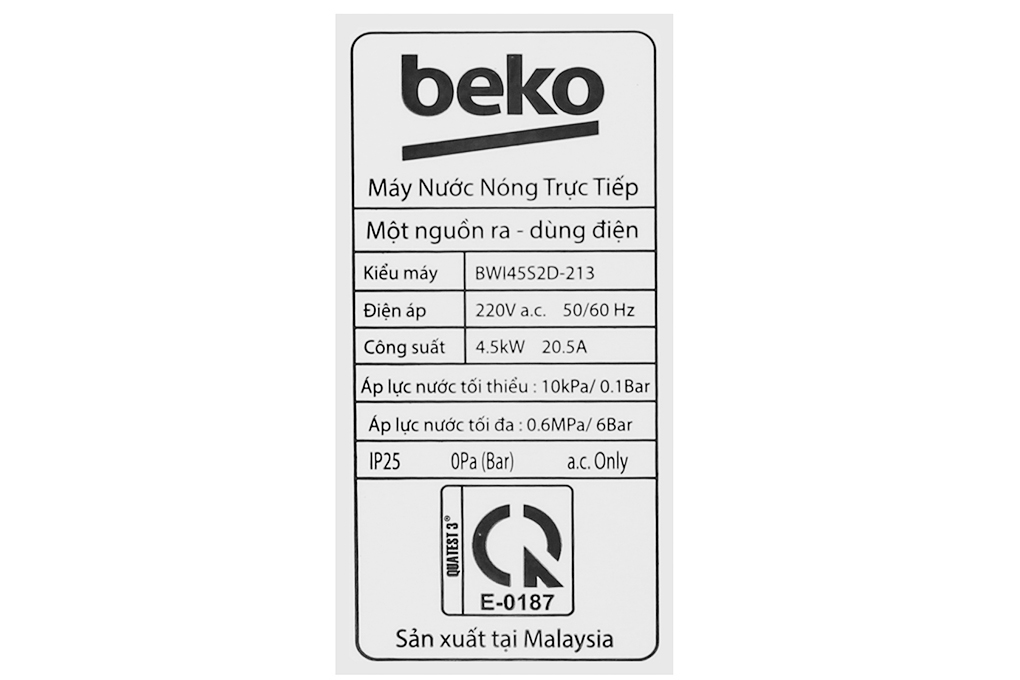 beko
Máy Nước Nóng Trực Tiếp
Một nguồn ra - dùng điện
Kiểu máy BWI45S2D-213
Điện áp 220V a.c. 50/60 Hz
Công suất 4.5kW 20.5A
Áp lực nước tối thiểu : 10kPa/ 0.1Bar
Áp lực nước tối đa : 0.6MPa/ 6Bar
IP25 0Pa (Bar) a.c. Only
QUATEST 3®
CR
E-0187
Sản xuất tại Malaysia